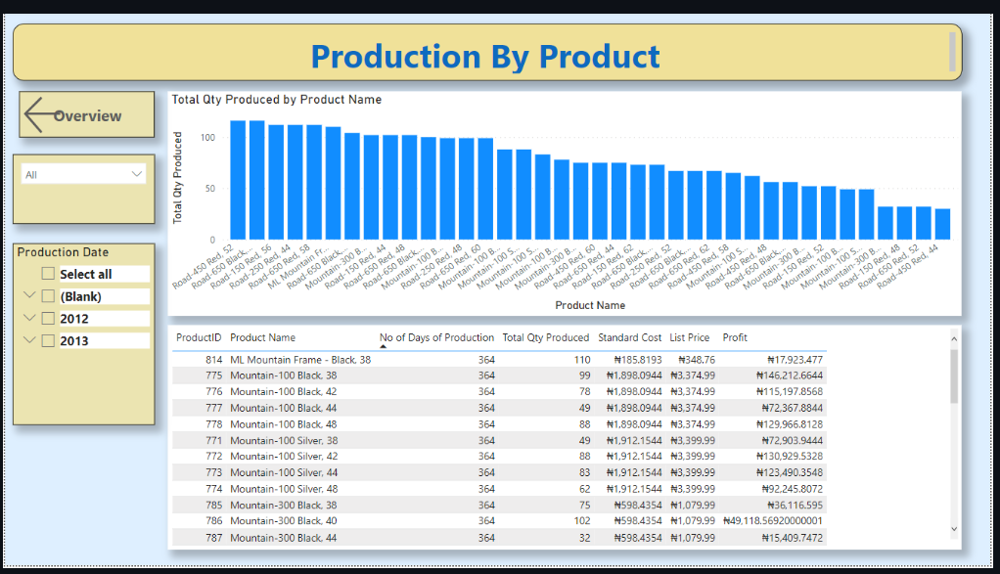 Production By Product
Overview
All
Production Date
Select all
(Blank)
2012
2013
Total Qty Produced by Product Name
Total Qty Produced
100
50
0
Road-450 Red, 52
Road-650 Black,...
Road-150 Red, 56
Road-250 Red, 44
Road-650 Red, 58
ML Mountain Fr...
Road-650 Black,...
Mountain-300 B...
Road-150 Red, 44
Road-650 Red, 48
Road-650 Black,...
Mountain-100 B...
Road-250 Red, 48
Road-650 Red, 60
Mountain-100 B...
Mountain-100 S...
Mountain-100 S...
Mountain-100 B...
Mountain-300 B...
Road-450 Red, 60
Road-650 Red, 44
Road-150 Red, 62
Road-650 Black,...
Road-250 Red, 52
Road-650 Black,...
Road-650 Red, 62
Road-450 Red, 58
Mountain-100 S...
Road-450 Red, 48
Road-650 Black,...
Mountain-300 B...
Road-150 Red, 52
Mountain-100 B...
Mountain-100 S...
Mountain-300 B...
Road-150 Red, 48
Road-650 Red, 52
Road-450 Red, 44
Product Name
ProductID Product Name No of Days of Production Total Qty Produced Standard Cost List Price Profit
814 ML Mountain Frame - Black, 38 364 110 ₦185.8193 ₦348.76 ₦17,923.477
775 Mountain-100 Black, 38 364 99 ₦1,898.0944 ₦3,374.99 ₦146,212.6644
776 Mountain-100 Black, 42 364 78 ₦1,898.0944 ₦3,374.99 ₦115,197.8568
777 Mountain-100 Black, 44 364 49 ₦1,898.0944 ₦3,374.99 ₦72,367.8844
778 Mountain-100 Black, 48 364 88 ₦1,898.0944 ₦3,374.99 ₦129,966.8128
771 Mountain-100 Silver, 38 364 49 ₦1,912.1544 ₦3,399.99 ₦72,903.9444
772 Mountain-100 Silver, 42 364 88 ₦1,912.1544 ₦3,399.99 ₦130,929.5328
773 Mountain-100 Silver, 44 364 83 ₦1,912.1544 ₦3,399.99 ₦123,490.3548
774 Mountain-100 Silver, 48 364 62 ₦1,912.1544 ₦3,399.99 ₦92,245.8072
785 Mountain-300 Black, 38 364 75 ₦598.4354 ₦1,079.99 ₦36,116.595
786 Mountain-300 Black, 40 364 102 ₦598.4354 ₦1,079.99 ₦49,118.56920000001
787 Mountain-300 Black, 44 364 32 ₦598.4354 ₦1,079.99 ₦15,409.7472